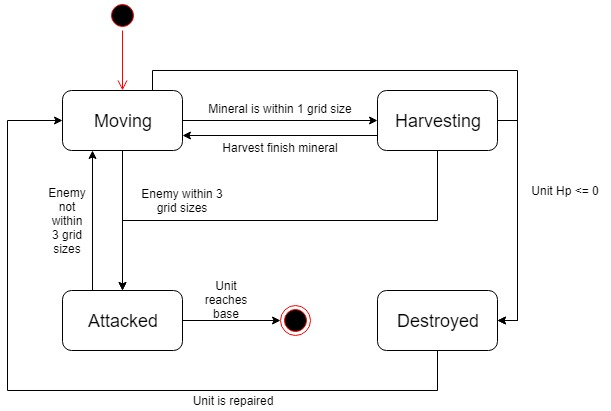 Moving
Mineral is within 1 grid size
Harvesting
Harvest finish mineral
Enemy
not
within
3 grid
sizes
Enemy within 3
grid sizes
Unit Hp <= 0
Attacked
Unit
reaches
base
Destroyed
Unit is repaired